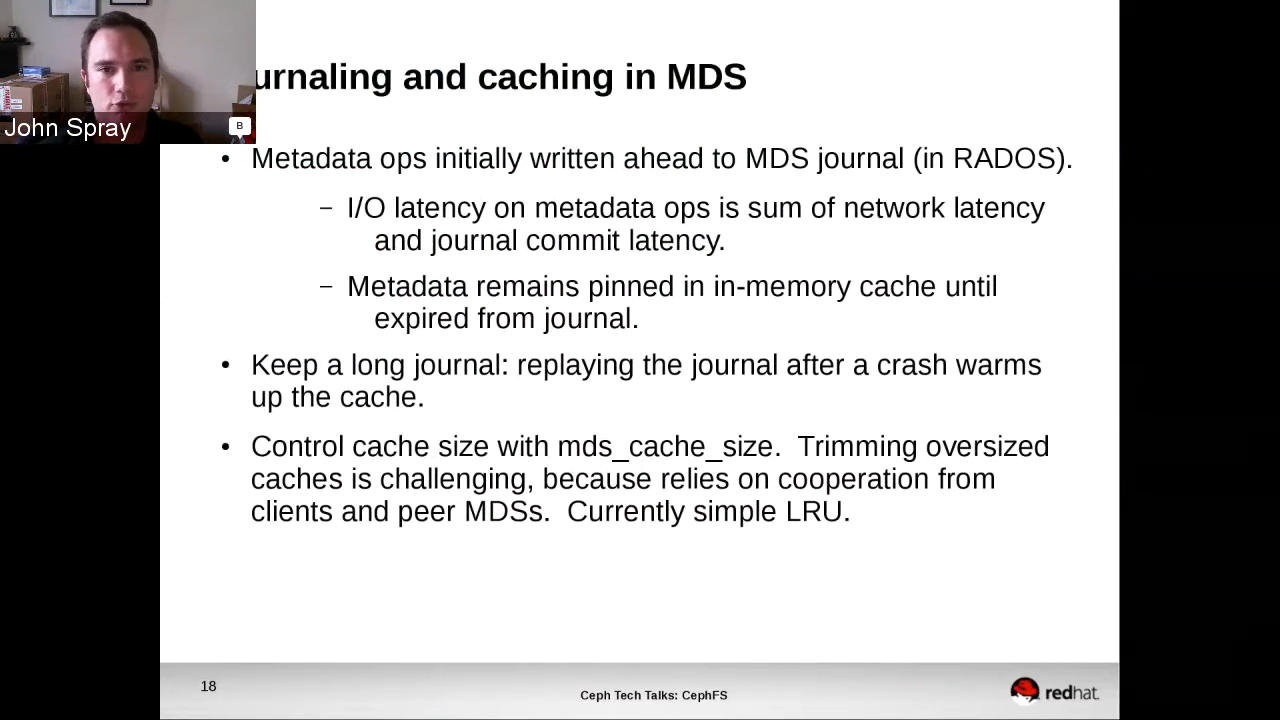 urnaling and caching in MDS
John Spray
B
• Metadata ops initially written ahead to MDS journal (in RADOS).
– I/O latency on metadata ops is sum of network latency
and journal commit latency.
– Metadata remains pinned in in-memory cache until
expired from journal.
• Keep a long journal: replaying the journal after a crash warms
up the cache.
• Control cache size with mds_cache_size.  Trimming oversized
caches is challenging, because relies on cooperation from
clients and peer MDSs.  Currently simple LRU.
18
Ceph Tech Talks: CephFS
redhat.